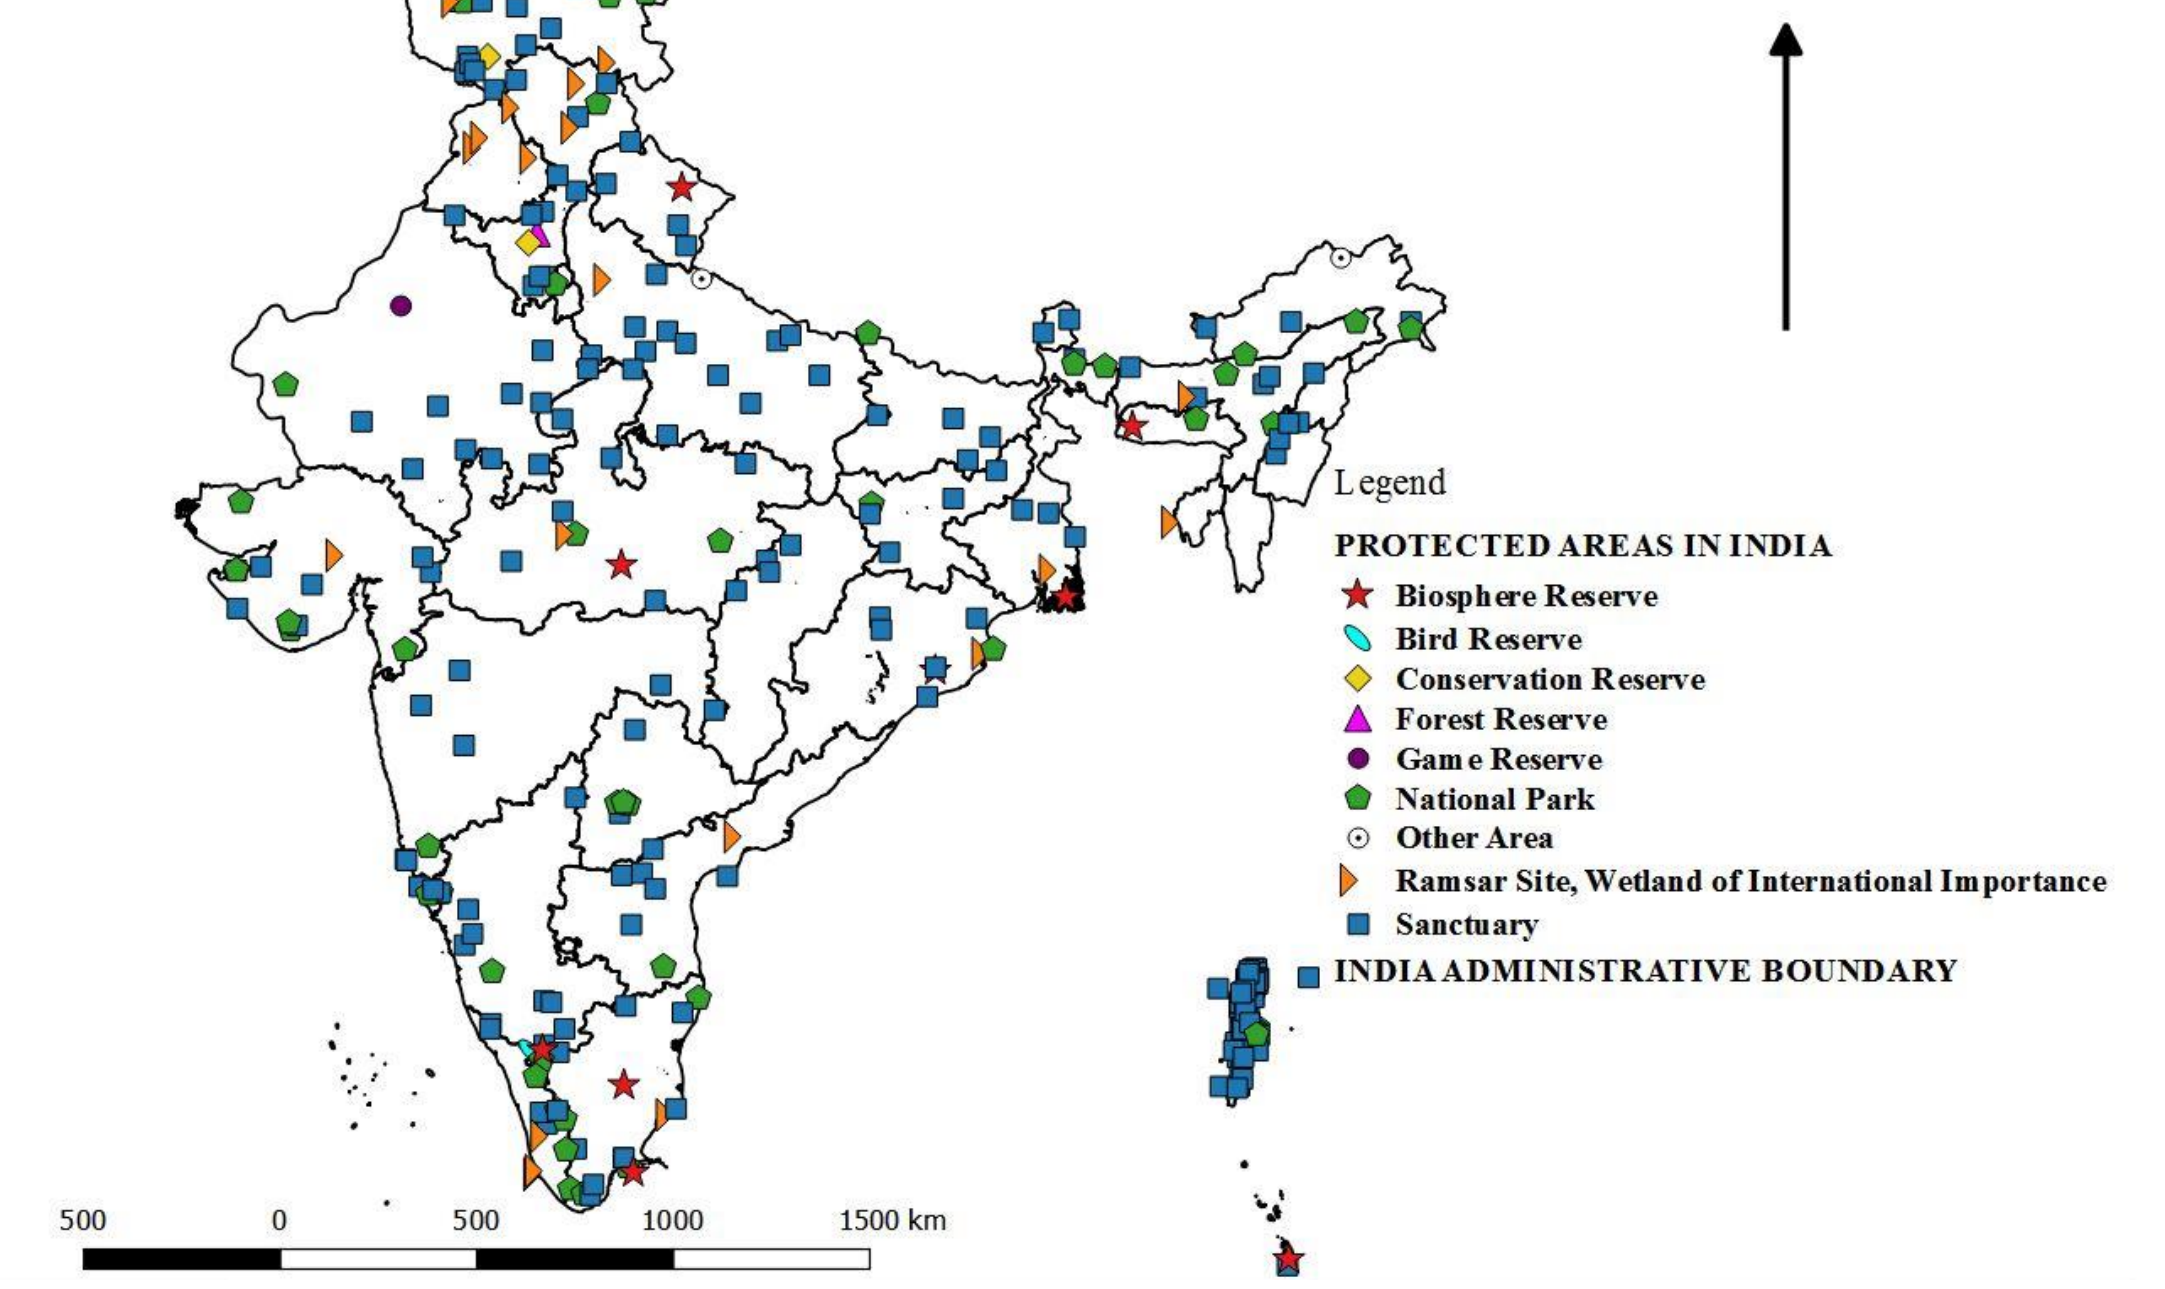 Legend
PROTECTED AREAS IN INDIA
Biosphere Reserve
Bird Reserve
Conservation Reserve
Forest Reserve
Game Reserve
National Park
Other Area
Ramsar Site, Wetland of International Importance
Sanctuary
INDIA ADMINISTRATIVE BOUNDARY
500 0 500 1000 1500 km